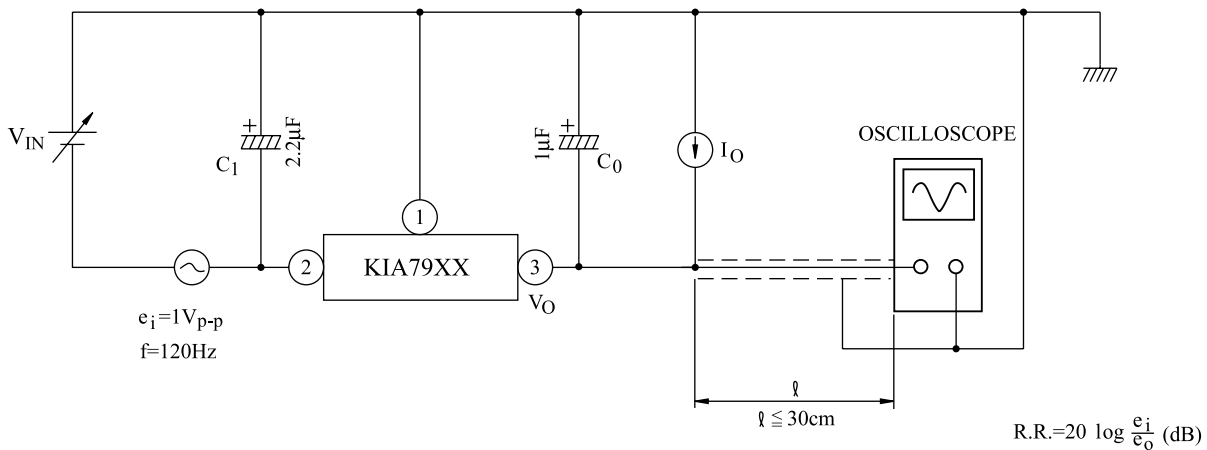 V_IN
C_1
+
2.2μF
1
2
KIA79XX
3
V_O
+
1μF
C_0
I_O
OSCILLOSCOPE
e_i=1V_p-p
f=120Hz
ℓ
ℓ ≦ 30cm
R.R.=20 log e_i/e_o (dB)